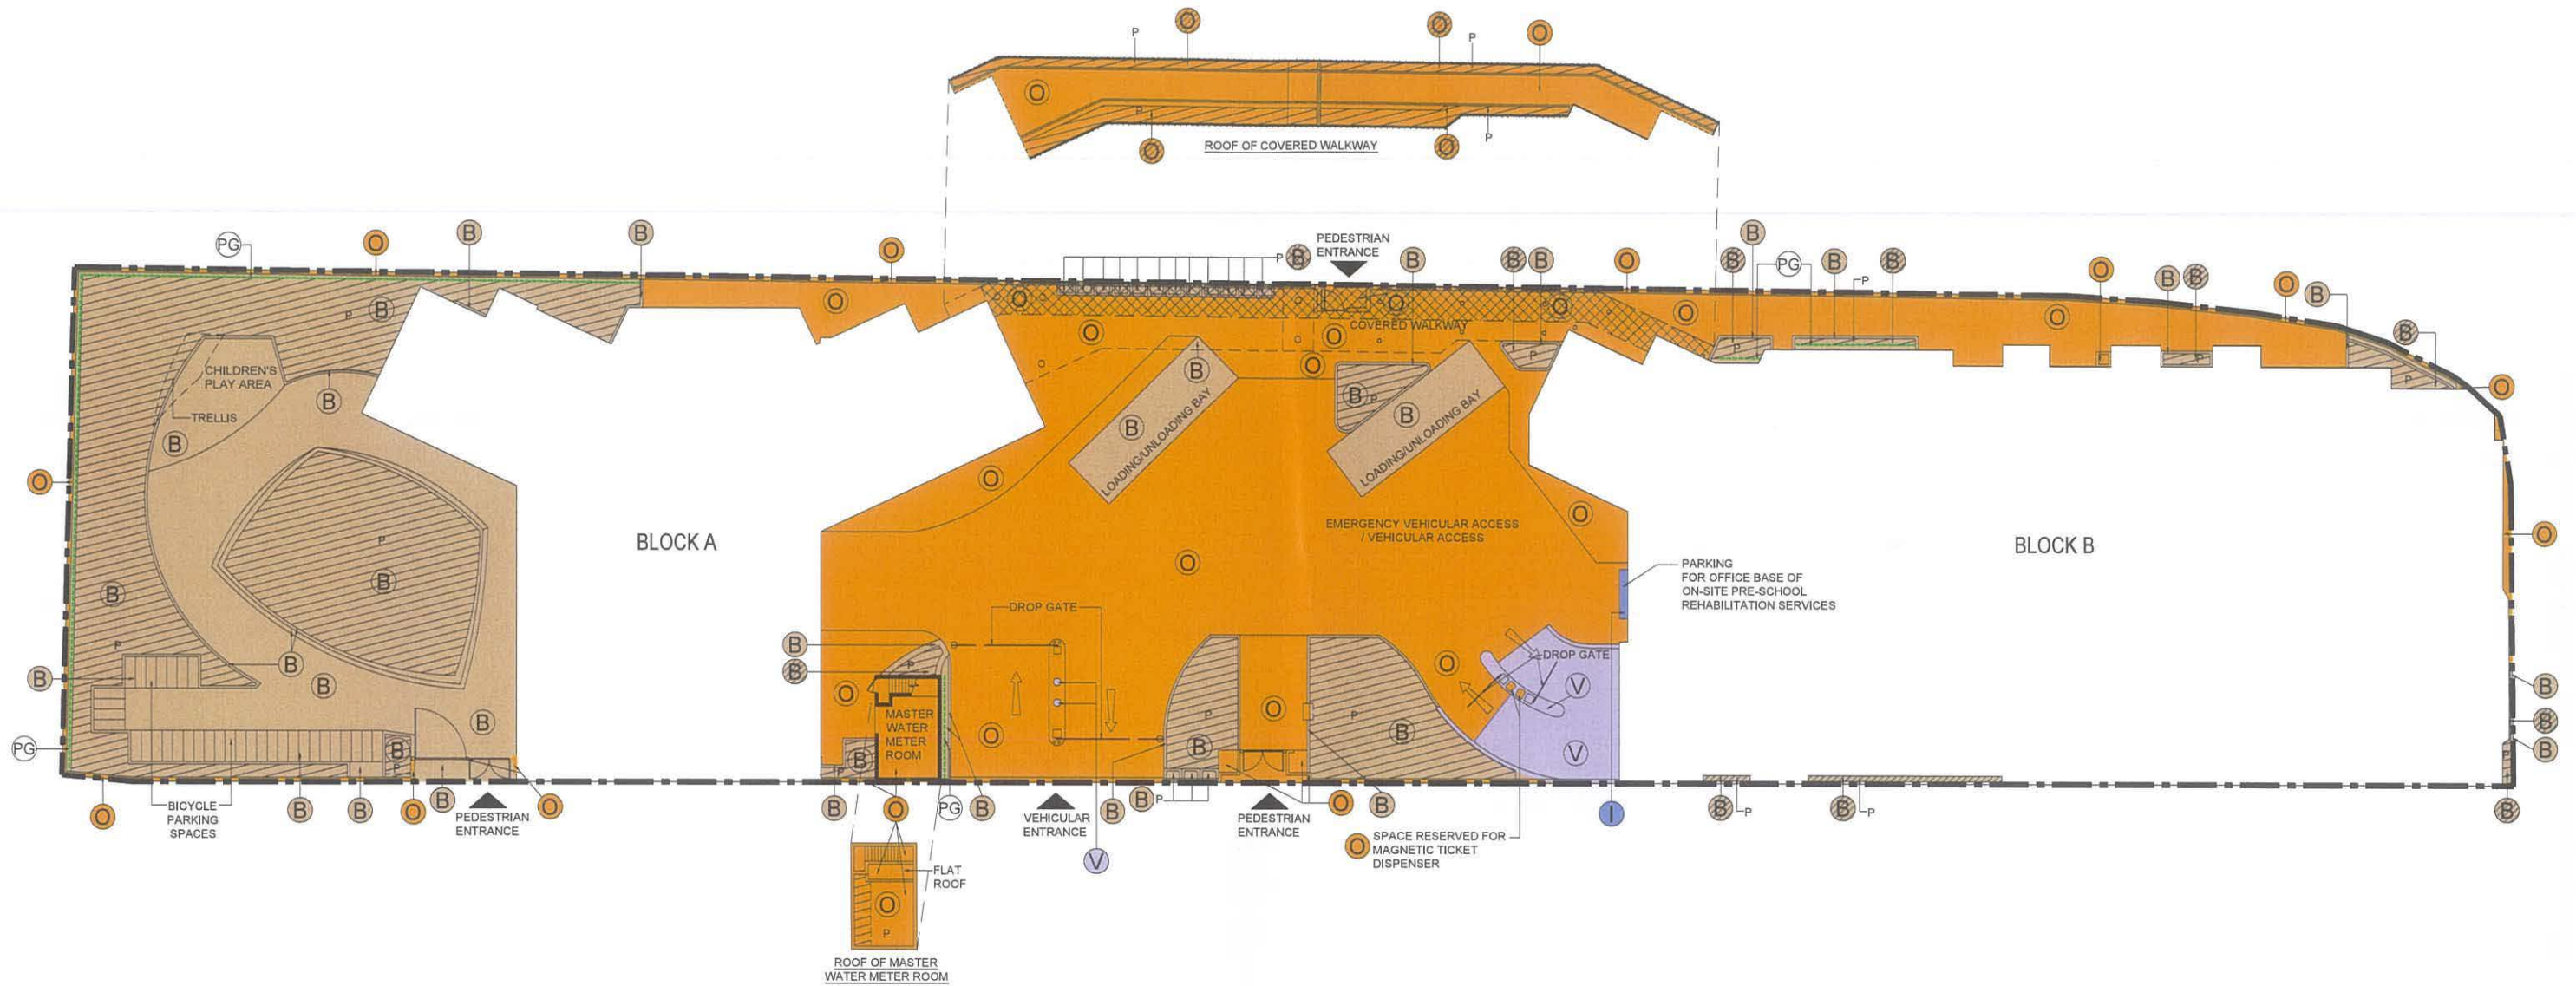 O
O
O
P
P
O
P
P
O
O
ROOF OF COVERED WALKWAY
PG
O
B
B
O
P
B
PEDESTRIAN
ENTRANCE
B
B
B
O
B
B
PG
B
P
B
O
B
B
O
B
B
P
B
O
O
O
O
O
O
O
O
O
O
COVERED WALKWAY
P
P
P
P
O
CHILDREN'S
PLAY AREA
TRELLIS
B
B
B
B
P
B
LOADING/UNLOADING BAY
B
LOADING/UNLOADING BAY
O
O
BLOCK A
P
B
B
EMERGENCY VEHICULAR ACCESS
/ VEHICULAR ACCESS
O
O
BLOCK B
O
PARKING
FOR OFFICE BASE OF
ON-SITE PRE-SCHOOL
REHABILITATION SERVICES
DROP GATE
P
B
B
B
B
B
P
O
DROP GATE
V
B
B
O
MASTER
WATER
METER
ROOM
O
P
B
O
P
B
V
B
B
B
P
PG
B
P
B
P
O
BICYCLE
PARKING
SPACES
B
B
O
B
PEDESTRIAN
ENTRANCE
O
B
O
PG
B
VEHICULAR
ENTRANCE
B
B
P
PEDESTRIAN
ENTRANCE
O
B
O
SPACE RESERVED FOR
MAGNETIC TICKET
DISPENSER
I
B
P
B
P
B
V
FLAT
ROOF
O
P
ROOF OF MASTER
WATER METER ROOM